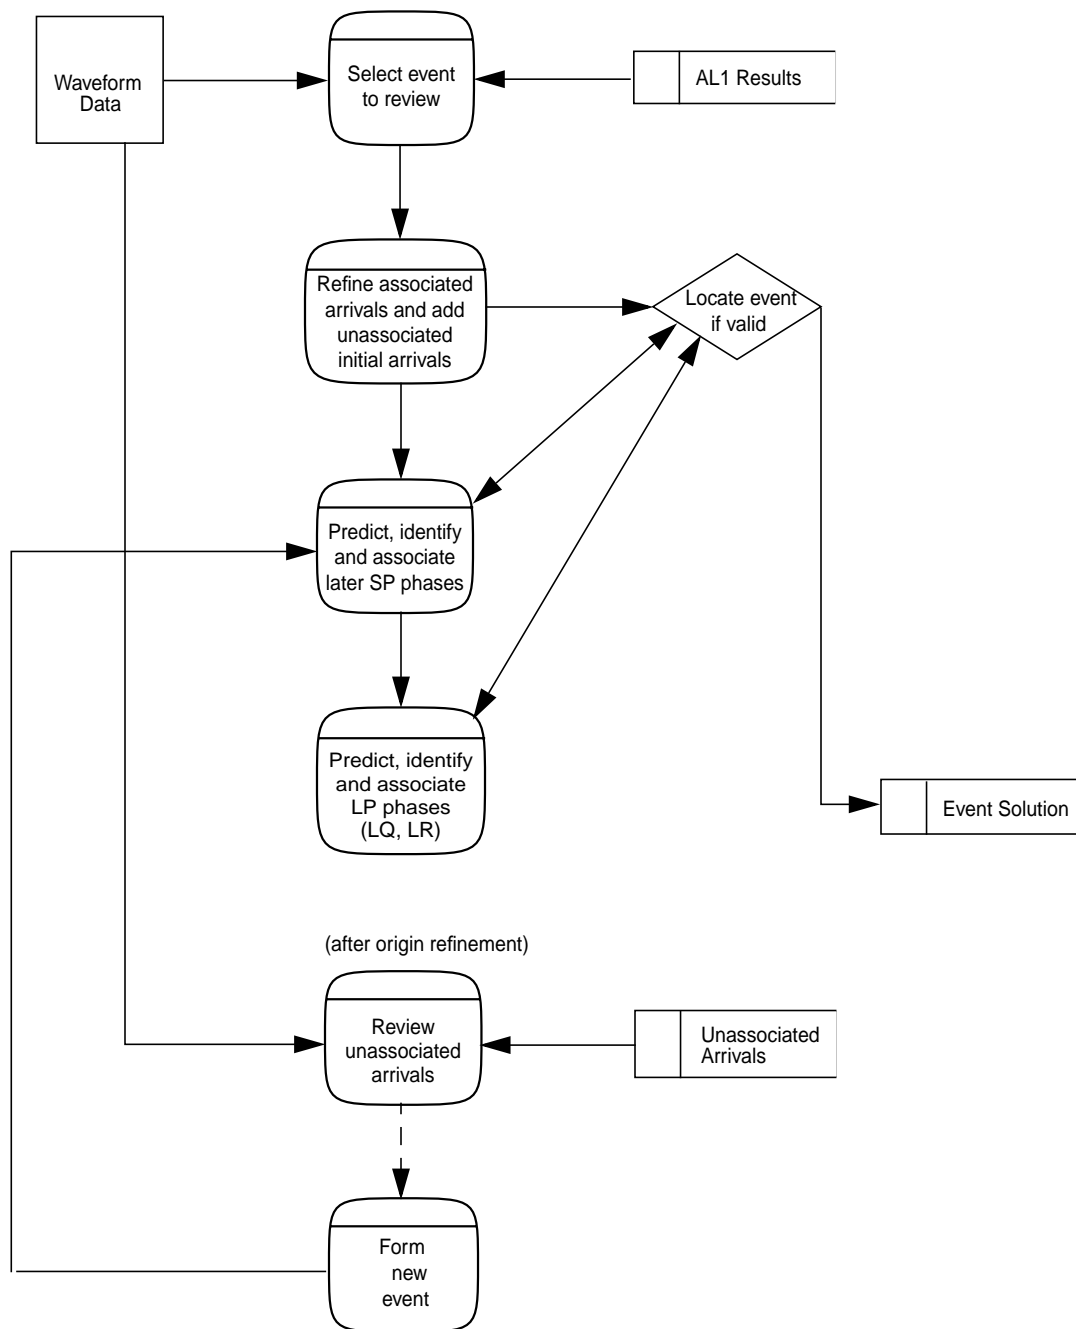 Waveform
Data
Select event
to review
AL1 Results
Refine associated
arrivals and add
unassociated
initial arrivals
Locate event
if valid
Predict, identify
and associate
later SP phases
Predict, identify
and associate
LP phases
(LQ, LR)
Event Solution
(after origin refinement)
Review
unassociated
arrivals
Unassociated
Arrivals
Form
new
event